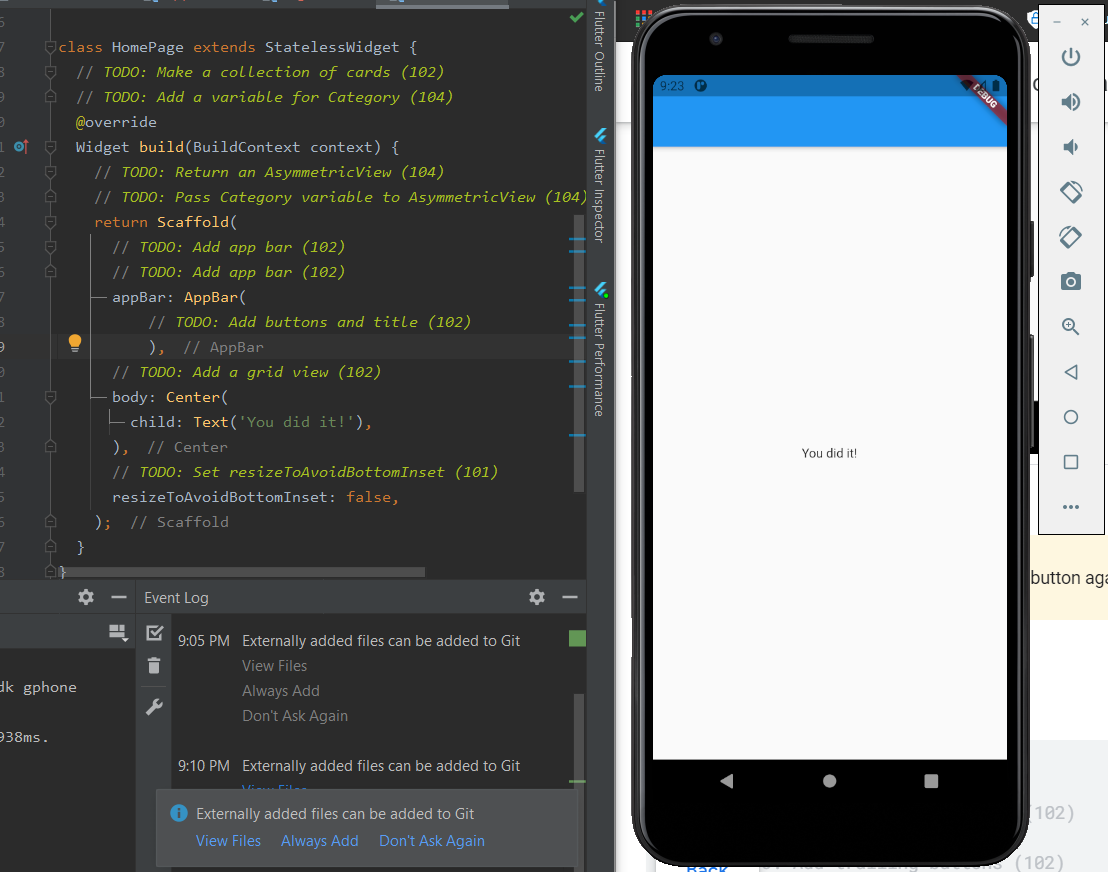 class HomePage extends StatelessWidget {
// TODO: Make a collection of cards (102)
// TODO: Add a variable for Category (104)
@override
Widget build(BuildContext context) {
// TODO: Return an AsymmetricView (104)
// TODO: Pass Category variable to AsymmetricView (104)
return Scaffold(
// TODO: Add app bar (102)
// TODO: Add app bar (102)
appBar: AppBar(
// TODO: Add buttons and title (102)
), // AppBar
// TODO: Add a grid view (102)
body: Center(
child: Text('You did it!'),
), // Center
// TODO: Set resizeToAvoidBottomInset (101)
resizeToAvoidBottomInset: false,
); // Scaffold
}
}
Flutter Outline
Flutter Inspector
Flutter Performance
Event Log
9:05 PM Externally added files can be added to Git
View Files
Always Add
Don't Ask Again
9:10 PM Externally added files can be added to Git
View Files
Externally added files can be added to Git
View Files Always Add Don't Ask Again
dk gphone
938ms.
9:23
DEBUG
You did it!
button aga
(102)
buttons (102)
Back